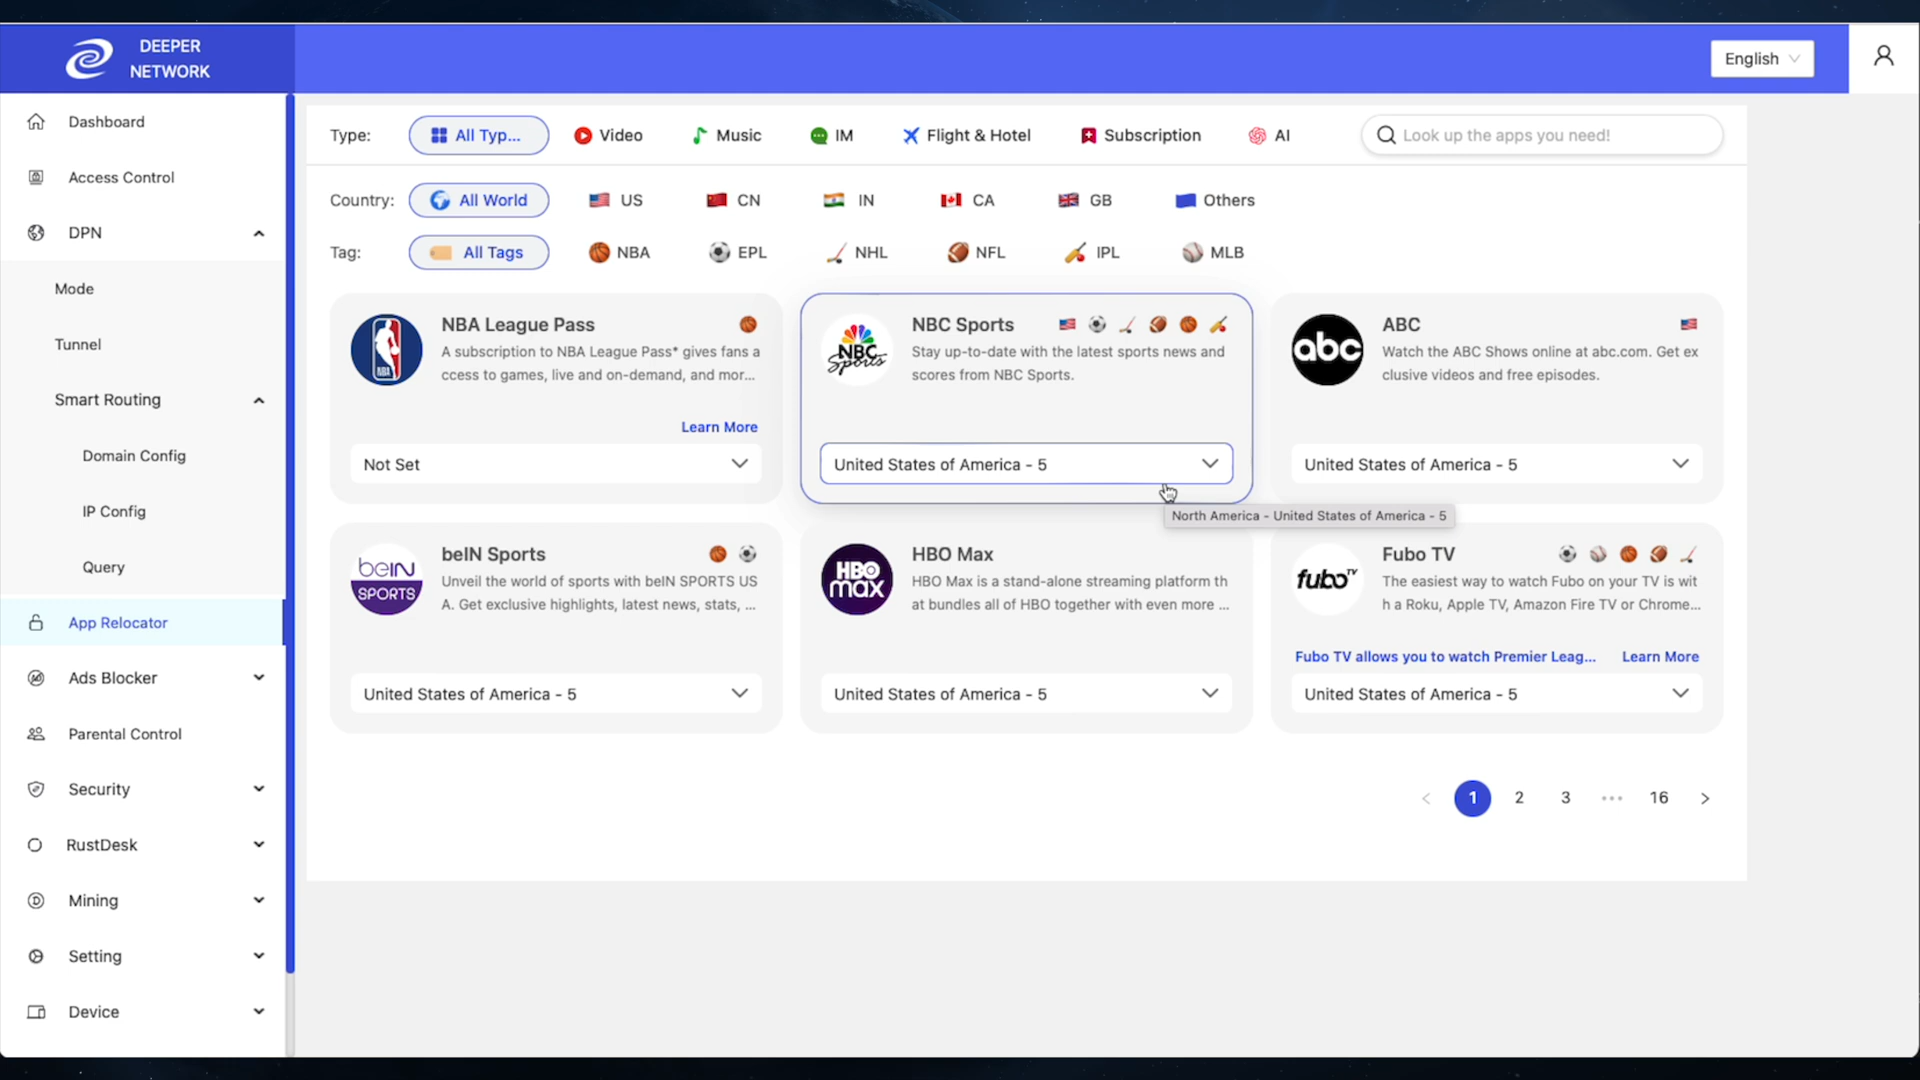 DEEPER
NETWORK
English
Dashboard
Access Control
DPN
Mode
Tunnel
Smart Routing
Domain Config
IP Config
Query
App Relocator
Ads Blocker
Parental Control
Security
RustDesk
Mining
Setting
Device
Type:
All Typ...
Video
Music
IM
Flight & Hotel
Subscription
AI
Look up the apps you need!
Country:
All World
US
CN
IN
CA
GB
Others
Tag:
All Tags
NBA
EPL
NHL
NFL
IPL
MLB
NBA
NBA League Pass
A subscription to NBA League Pass* gives fans a
ccess to games, live and on-demand, and mor...
Learn More
Not Set
NBC
Sports
NBC Sports
Stay up-to-date with the latest sports news and
scores from NBC Sports.
United States of America - 5
North America - United States of America - 5
abc
ABC
Watch the ABC Shows online at abc.com. Get ex
clusive videos and free episodes.
United States of America - 5
beIN
SPORTS
beIN Sports
Unveil the world of sports with beIN SPORTS US
A. Get exclusive highlights, latest news, stats, ...
United States of America - 5
HBO
max
HBO Max
HBO Max is a stand-alone streaming platform th
at bundles all of HBO together with even more ...
United States of America - 5
fuboTV
Fubo TV
The easiest way to watch Fubo on your TV is wit
h a Roku, Apple TV, Amazon Fire TV or Chrome...
Fubo TV allows you to watch Premier Leag...
Learn More
United States of America - 5
1
2
3
•••
16